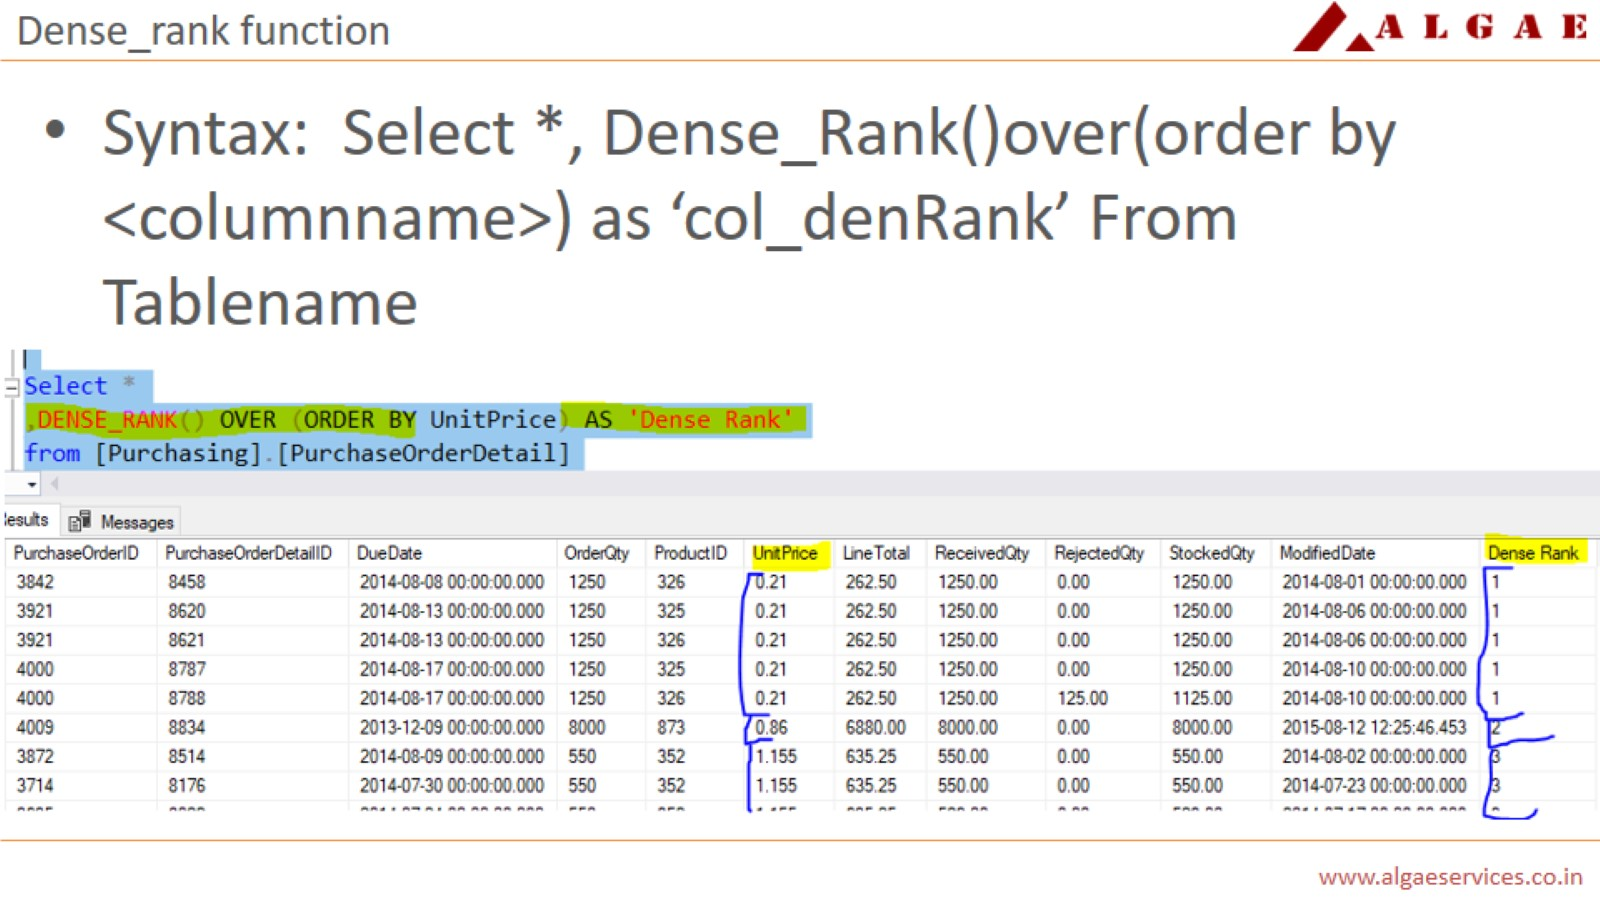 Dense_rank function
ALGAE
• Syntax: Select *, Dense_Rank()over(order by
<columnname>) as ‘col_denRank’ From
Tablename
Select *
,DENSE_RANK() OVER (ORDER BY UnitPrice) AS 'Dense Rank'
from [Purchasing].[PurchaseOrderDetail]
Results Messages
PurchaseOrderID PurchaseOrderDetailID DueDate OrderQty ProductID UnitPrice LineTotal ReceivedQty RejectedQty StockedQty ModifiedDate Dense Rank
3842 8458 2014-08-08 00:00:00.000 1250 326 0.21 262.50 1250.00 0.00 1250.00 2014-08-01 00:00:00.000 1
3921 8620 2014-08-13 00:00:00.000 1250 325 0.21 262.50 1250.00 0.00 1250.00 2014-08-06 00:00:00.000 1
3921 8621 2014-08-13 00:00:00.000 1250 326 0.21 262.50 1250.00 0.00 1250.00 2014-08-06 00:00:00.000 1
4000 8787 2014-08-17 00:00:00.000 1250 325 0.21 262.50 1250.00 0.00 1250.00 2014-08-10 00:00:00.000 1
4000 8788 2014-08-17 00:00:00.000 1250 326 0.21 262.50 1250.00 125.00 1125.00 2014-08-10 00:00:00.000 1
4009 8834 2013-12-09 00:00:00.000 8000 873 0.86 6880.00 8000.00 0.00 8000.00 2015-08-12 12:25:46.453 2
3872 8514 2014-08-09 00:00:00.000 550 352 1.155 635.25 550.00 0.00 550.00 2014-08-02 00:00:00.000 3
3714 8176 2014-07-30 00:00:00.000 550 352 1.155 635.25 550.00 0.00 550.00 2014-07-23 00:00:00.000 3
www.algaeservices.co.in